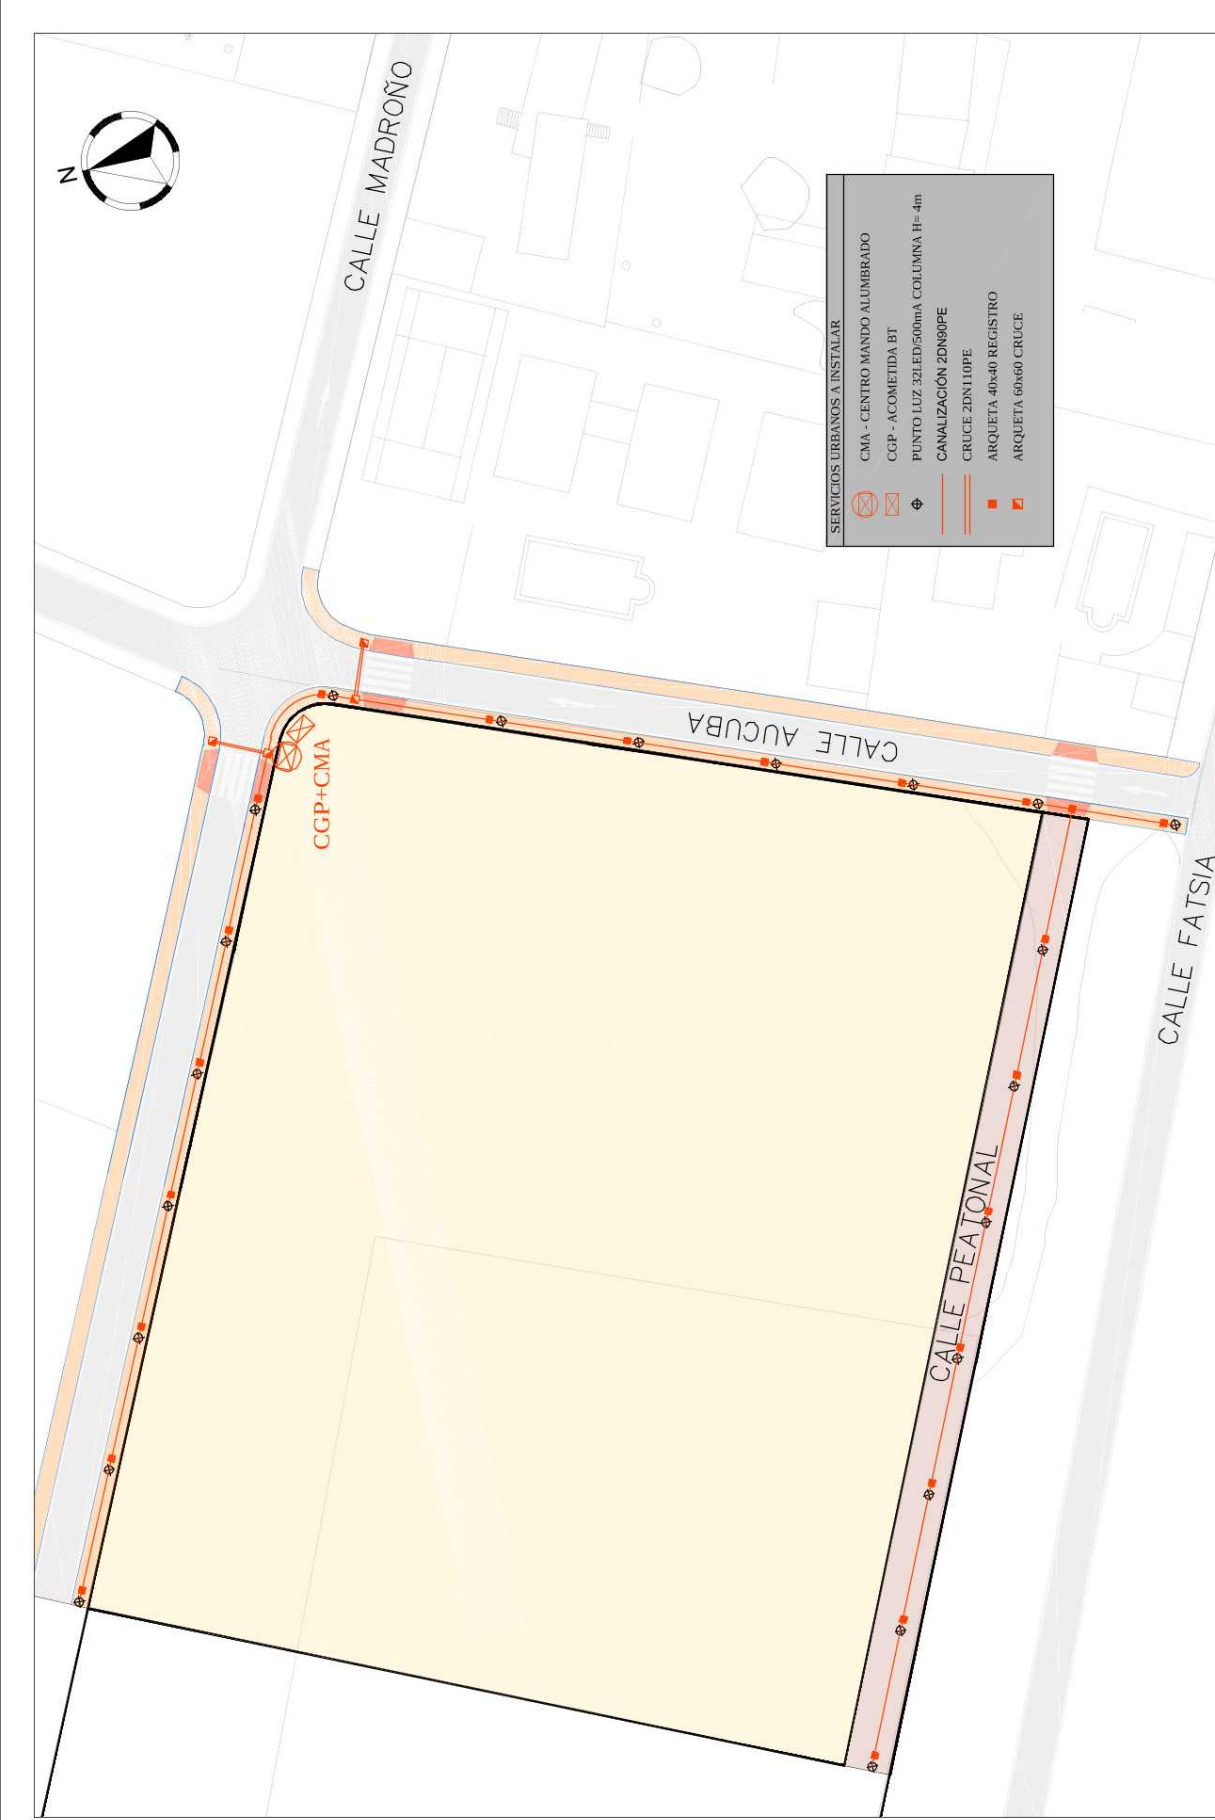 N
CALLE MADROÑO
SERVICIOS URBANOS A INSTALAR
CMA - CENTRO MANDO ALUMBRADO
CGP - ACOMETIDA BT
PUNTO LUZ 32LED/500mA COLUMNA H= 4m
CANALIZACIÓN 2DN90PE
CRUCE 2DN110PE
ARQUETA 40x40 REGISTRO
ARQUETA 60x60 CRUCE
CALLE AUCUBA
CGP+CMA
CALLE FATSIA
CALLE PEATONAL